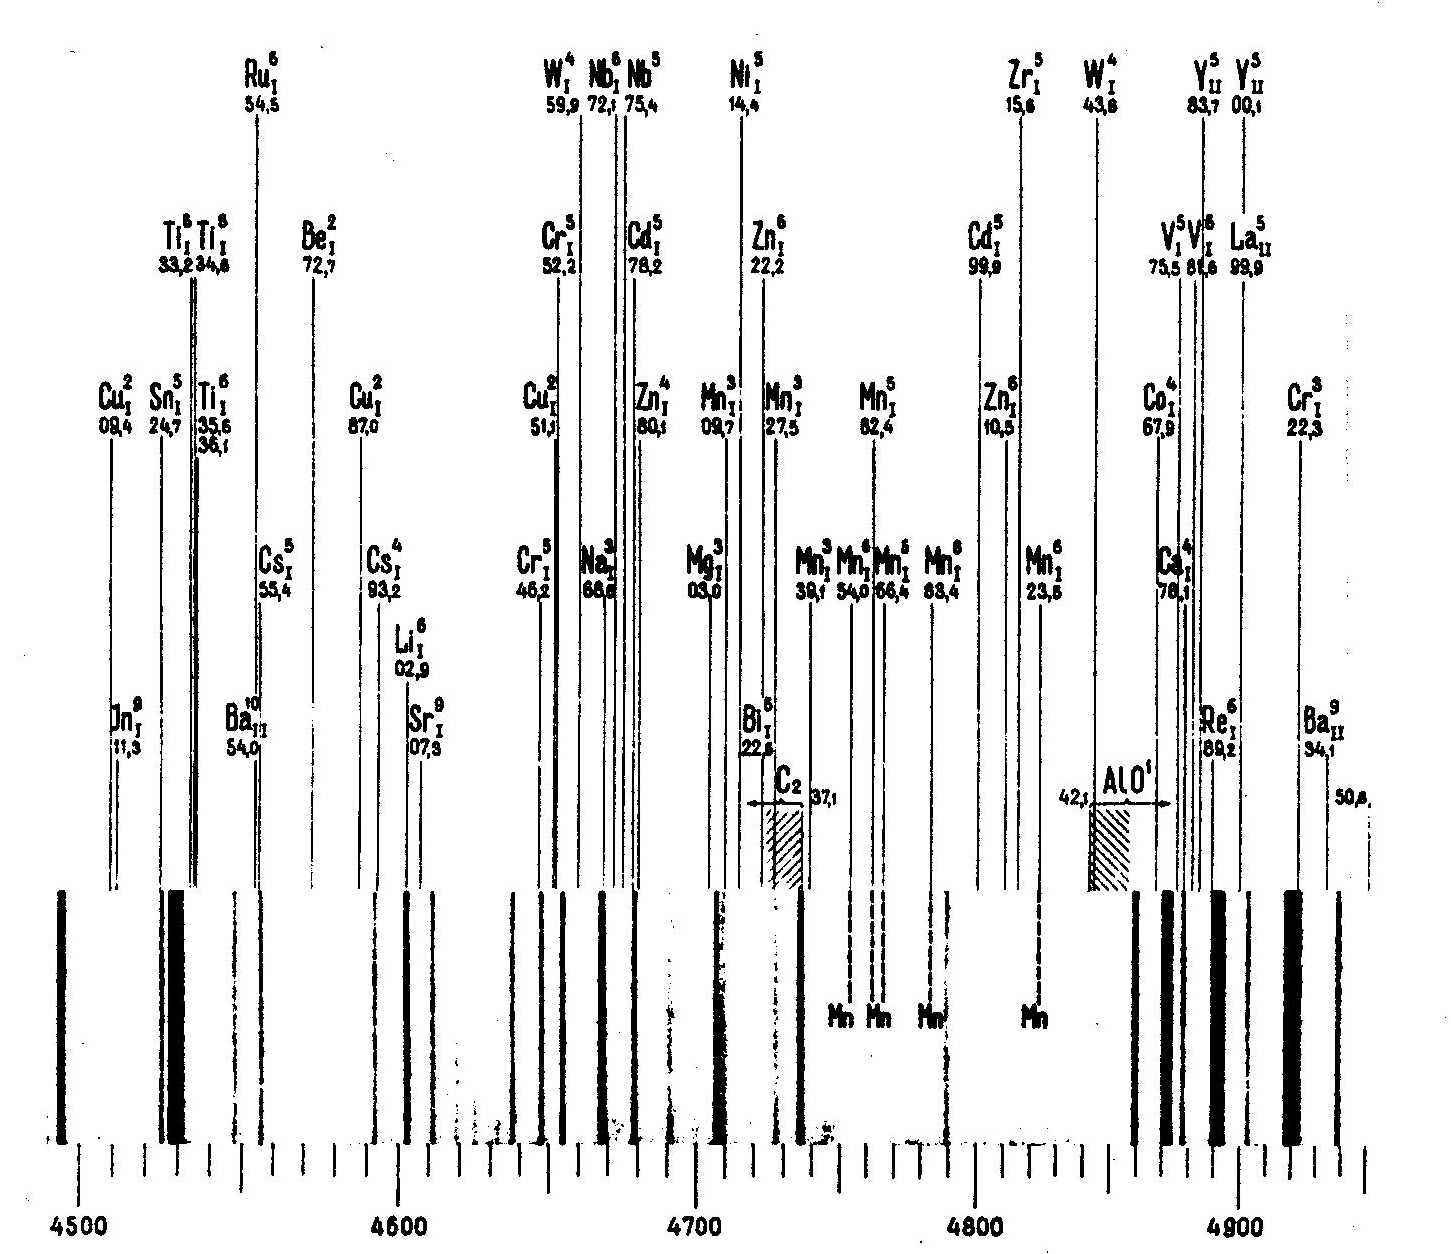 Ru I 6 W I 4 Nb I 6 Nb 5 Ni I 5 Zr I 5 W I 4 Y II 5 Y II 5
54,5 59,9 72,1 75,4 14,4 15,6 43,8 83,7 00,1
Ti I 6 Ti I 6 Be I 2 Cr I 5 Cd I 5 Zn I 6 Cd I 5 V I 5 V I 6 La II 5
33,2 34,8 72,7 52,2 78,2 22,2 99,9 75,5 81,6 99,9
Cu I 2 Sn I 5 Ti I 6 Cu I 2 Cu I 2 Zn I 4 Mn I 3 Mn I 3 Mn I 5 Zn I 6 Co I 4 Cr I 3
09,4 24,7 35,6 87,0 51,1 80,1 09,7 27,5 62,4 10,5 67,9 22,3
36,1
Cs I 5 Cs I 4 Cr I 5 Na I 3 Mg I 3 Mn I 3 Mn I 6 Mn I 5 Mn I 6 Mn I 6 Ca I 4
55,4 93,2 46,2 68,6 03,0 39,1 54,0 66,4 83,4 23,5 78,1
Li I 6
02,9
In I 9 Ba II 10 Sr I 9 Bi I 6 Re I 6 Ba II 9
11,3 54,0 07,3 22,6 89,2 34,1
C2 AlO 1
37,1 42,1 50,8
Mn Mn Mn Mn
4500 4600 4700 4800 4900